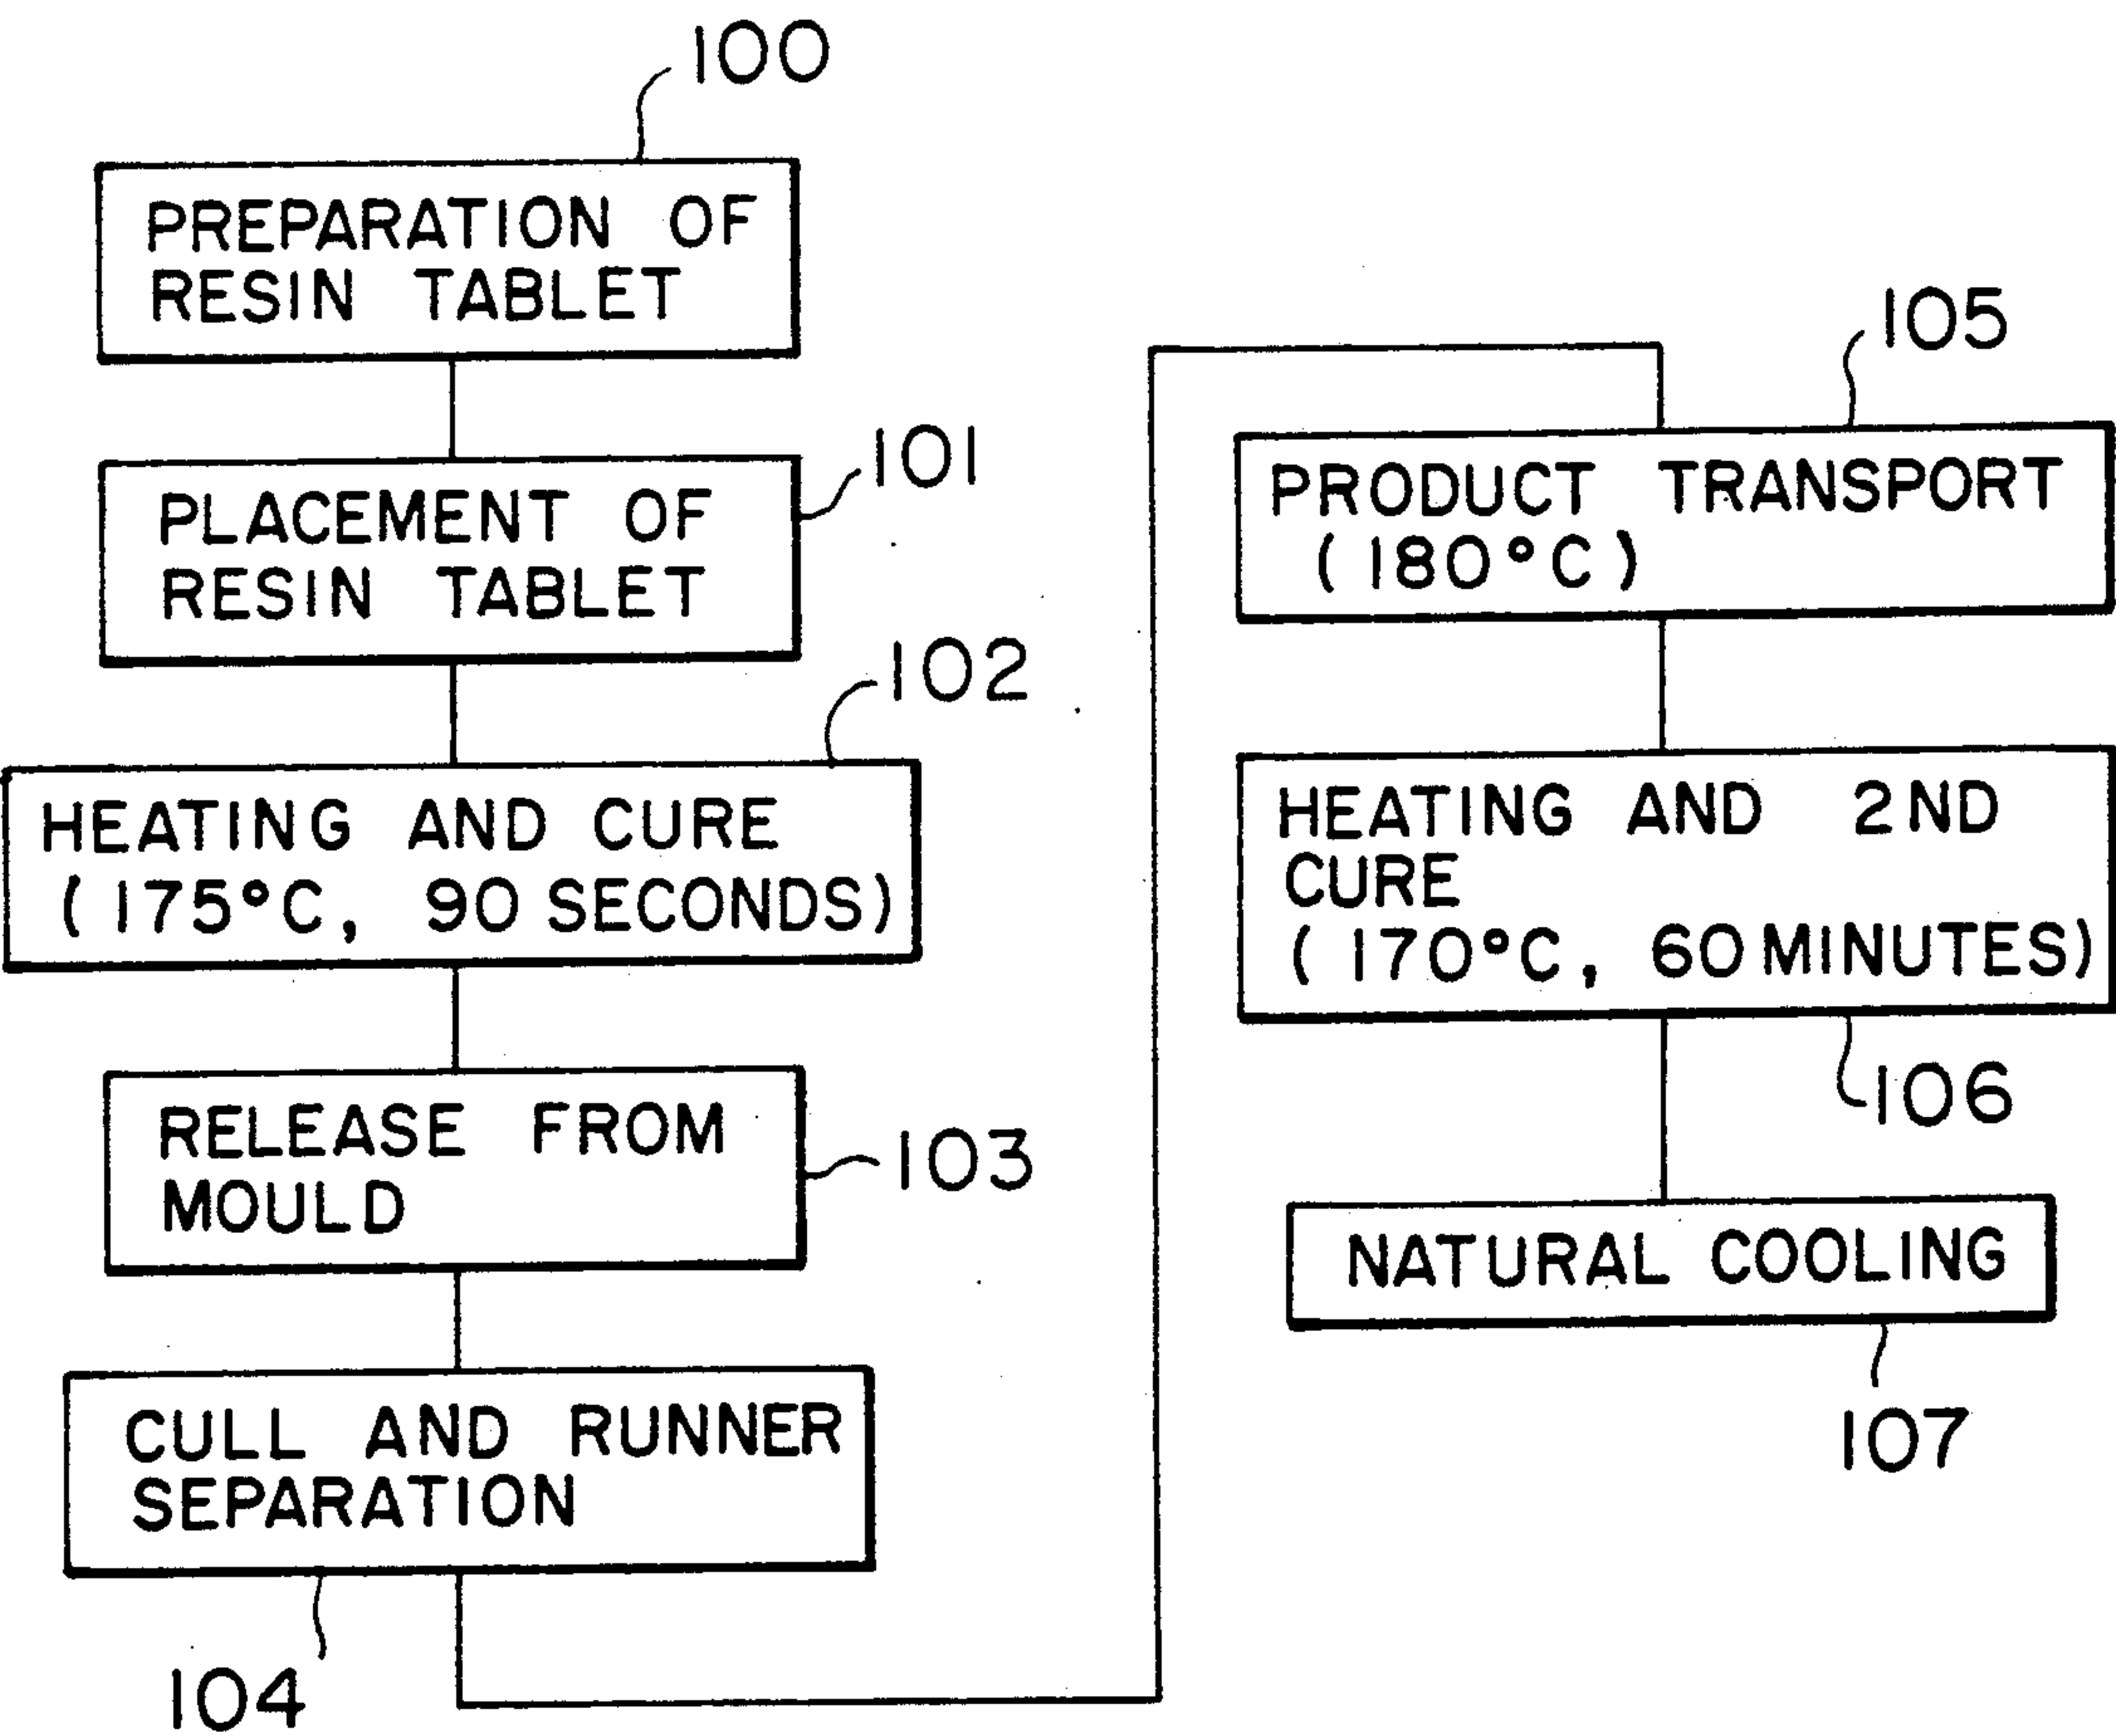 100
PREPARATION OF
RESIN TABLET
101
PLACEMENT OF
RESIN TABLET
102
HEATING AND CURE
(175°C, 90 SECONDS)
103
RELEASE FROM
MOULD
CULL AND RUNNER
SEPARATION
104
105
PRODUCT TRANSPORT
(180°C)
HEATING AND 2ND
CURE
(170°C, 60 MINUTES)
106
NATURAL COOLING
107